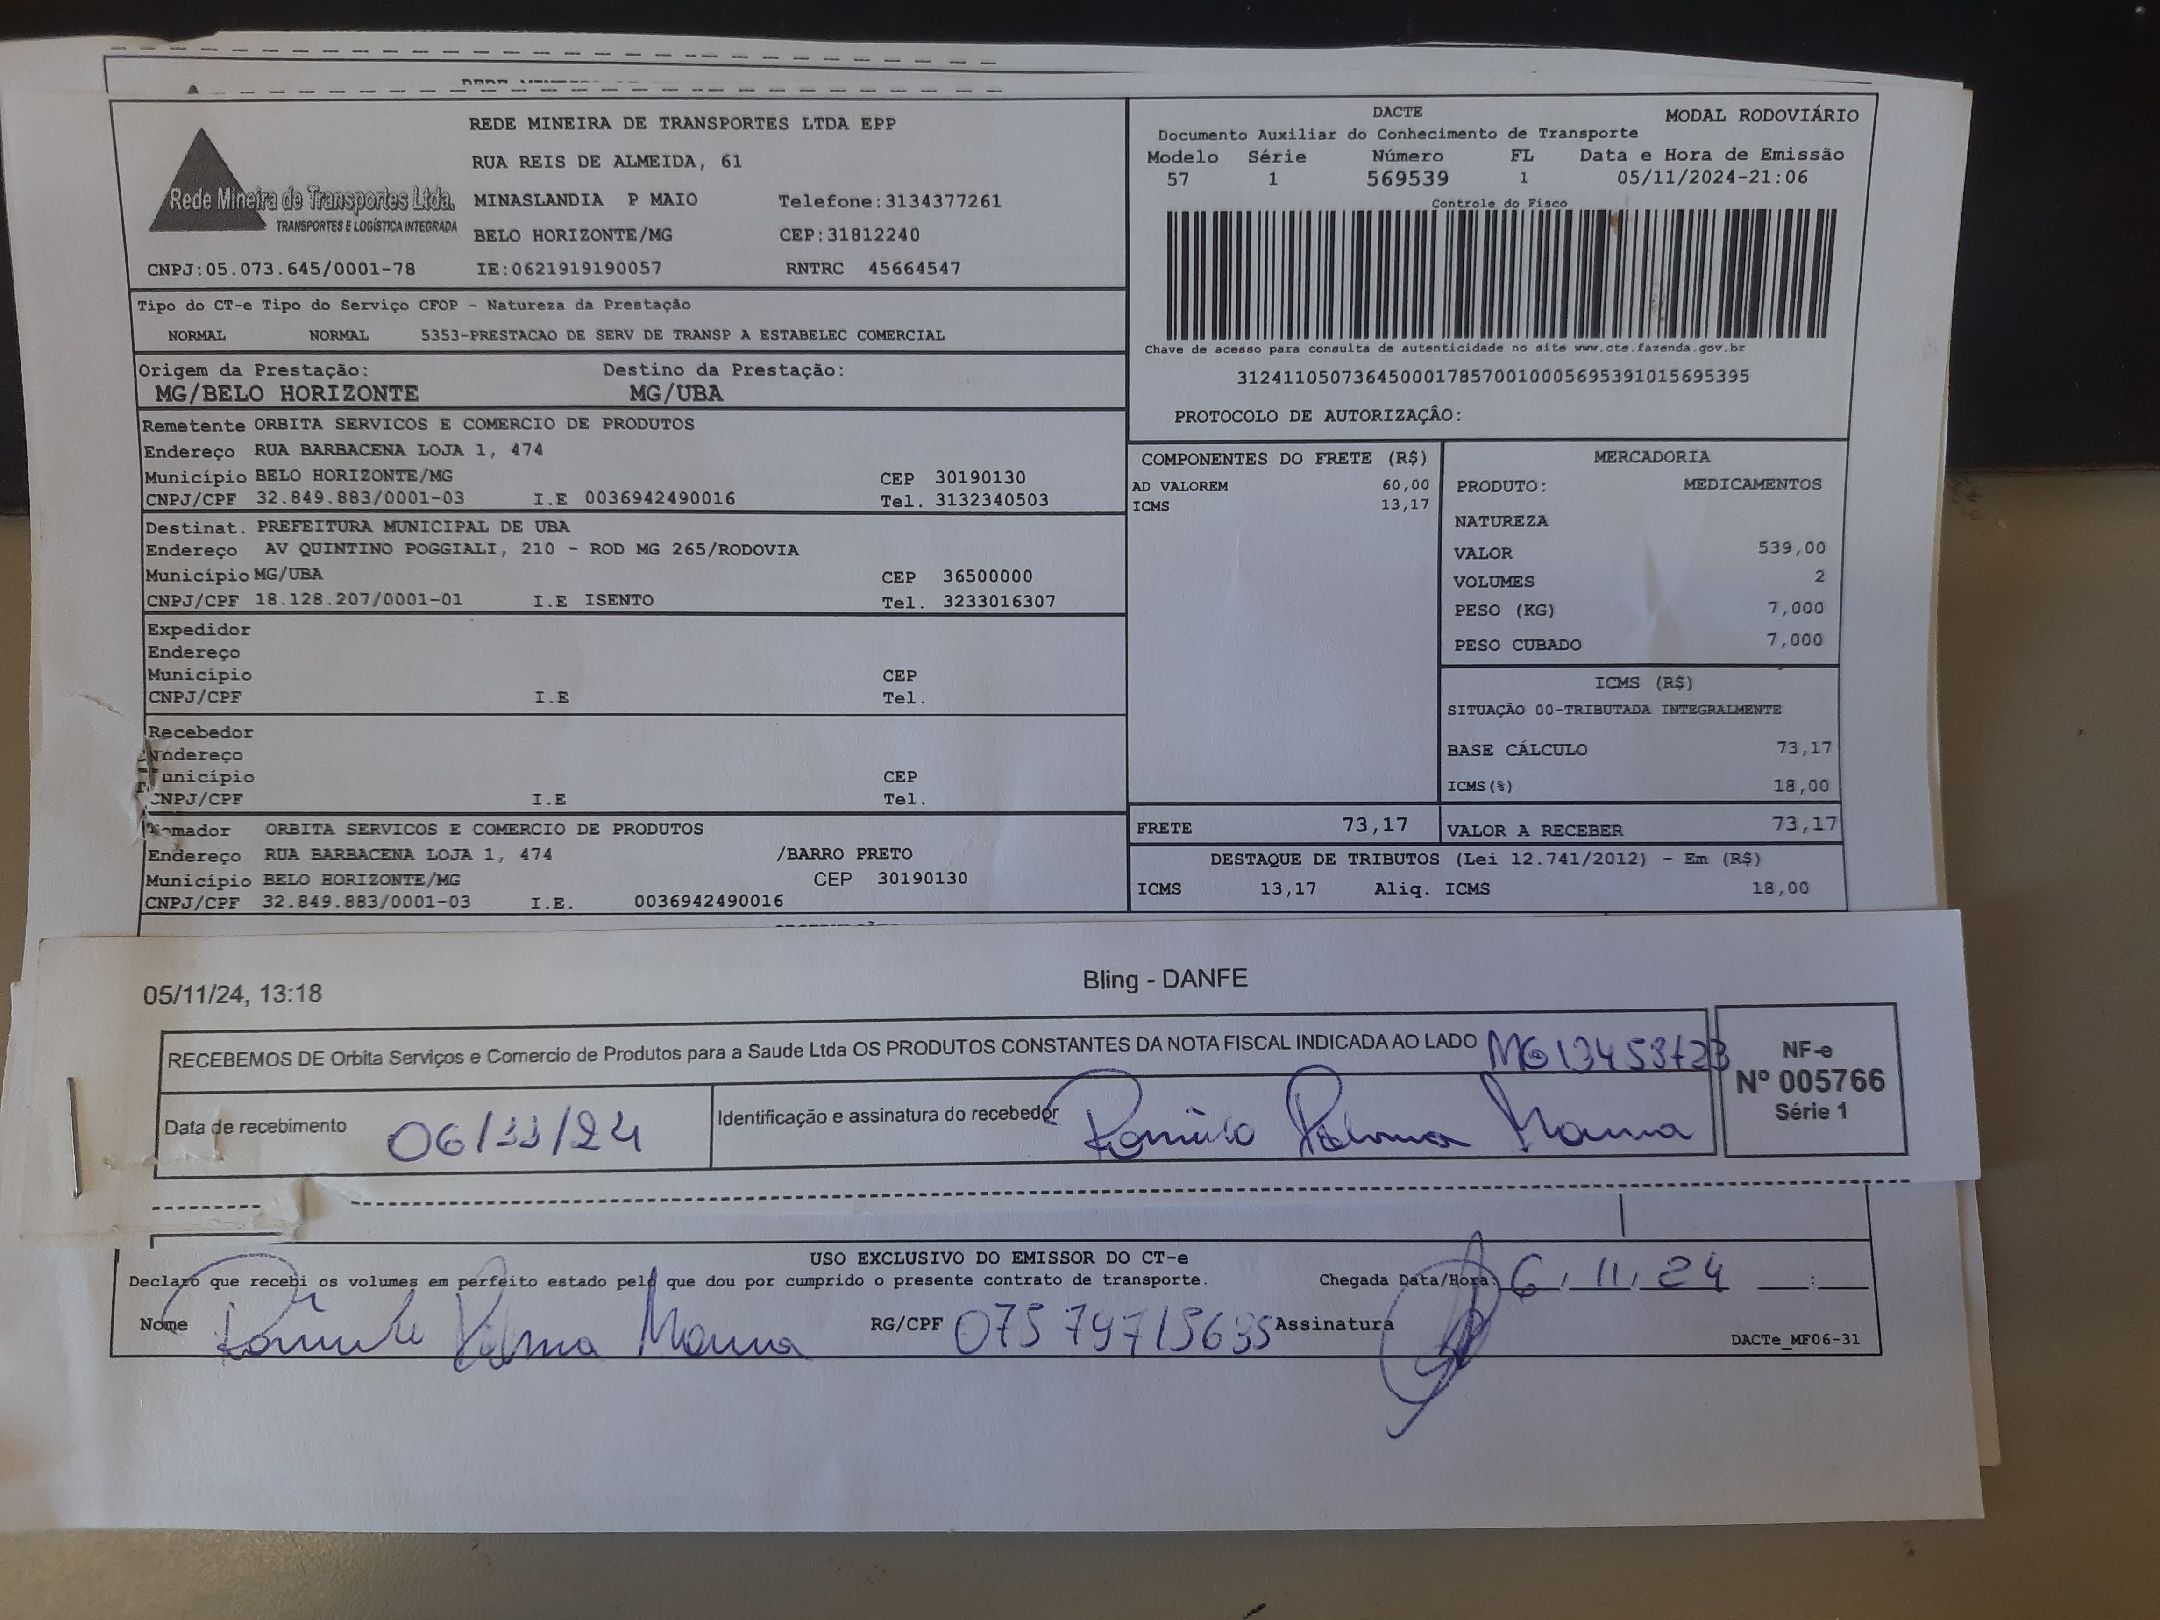 REDE MINEIRA DE TRANSPORTES LTDA EPP
RUA REIS DE ALMEIDA, 61
Rede Mineira de Transportes Ltda.
TRANSPORTES E LOGÍSTICA INTEGRADA
MINASLANDIA P MAIO Telefone:3134377261
BELO HORIZONTE/MG CEP:31812240
CNPJ:05.073.645/0001-78 IE:0621919190057 RNTRC 45664547
DACTE MODAL RODOVIÁRIO
Documento Auxiliar do Conhecimento de Transporte
Modelo Série Número FL Data e Hora de Emissão
57 1 569539 1 05/11/2024-21:06
Controle do Fisco
Chave de acesso para consulta de autenticidade no site www.cte.fazenda.gov.br
31241105073645000178570010005695391015695395
PROTOCOLO DE AUTORIZAÇÂO:
Tipo do CT-e Tipo do Serviço CFOP - Natureza da Prestação
NORMAL NORMAL 5353-PRESTACAO DE SERV DE TRANSP A ESTABELEC COMERCIAL
Origem da Prestação: Destino da Prestação:
MG/BELO HORIZONTE MG/UBA
Remetente ORBITA SERVICOS E COMERCIO DE PRODUTOS
Endereço RUA BARBACENA LOJA 1, 474
Município BELO HORIZONTE/MG CEP 30190130
CNPJ/CPF 32.849.883/0001-03 I.E 0036942490016 Tel. 3132340503
Destinat. PREFEITURA MUNICIPAL DE UBA
Endereço AV QUINTINO POGGIALI, 210 - ROD MG 265/RODOVIA
Município MG/UBA CEP 36500000
CNPJ/CPF 18.128.207/0001-01 I.E ISENTO Tel. 3233016307
Expedidor
Endereço
Município CEP
CNPJ/CPF I.E Tel.
Recebedor
Endereço
Município CEP
CNPJ/CPF I.E Tel.
Tomador ORBITA SERVICOS E COMERCIO DE PRODUTOS
Endereço RUA BARBACENA LOJA 1, 474 /BARRO PRETO
Município BELO HORIZONTE/MG CEP 30190130
CNPJ/CPF 32.849.883/0001-03 I.E. 0036942490016
COMPONENTES DO FRETE (R$)
AD VALOREM 60,00
ICMS 13,17
MERCADORIA
PRODUTO: MEDICAMENTOS
NATUREZA
VALOR 539,00
VOLUMES 2
PESO (KG) 7,000
PESO CUBADO 7,000
ICMS (R$)
SITUAÇÃO 00-TRIBUTADA INTEGRALMENTE
BASE CÁLCULO 73,17
ICMS(%) 18,00
FRETE 73,17 VALOR A RECEBER 73,17
DESTAQUE DE TRIBUTOS (Lei 12.741/2012) - Em (R$)
ICMS 13,17 Aliq. ICMS 18,00
05/11/24, 13:18 Bling - DANFE
RECEBEMOS DE Orbita Serviços e Comercio de Produtos para a Saude Ltda OS PRODUTOS CONSTANTES DA NOTA FISCAL INDICADA AO LADO
Data de recebimento 06/11/24 Identificação e assinatura do recebedor
NF-e
Nº 005766
Série 1
USO EXCLUSIVO DO EMISSOR DO CT-e
Declaro que recebi os volumes em perfeito estado pelo que dou por cumprido o presente contrato de transporte. Chegada Data/Hora: 6/11/24 __:__
Nome RG/CPF Assinatura
DACTe_MF06-31